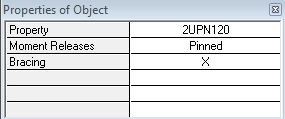 Properties of Object
Property 2UPN120
Moment Releases Pinned
Bracing X